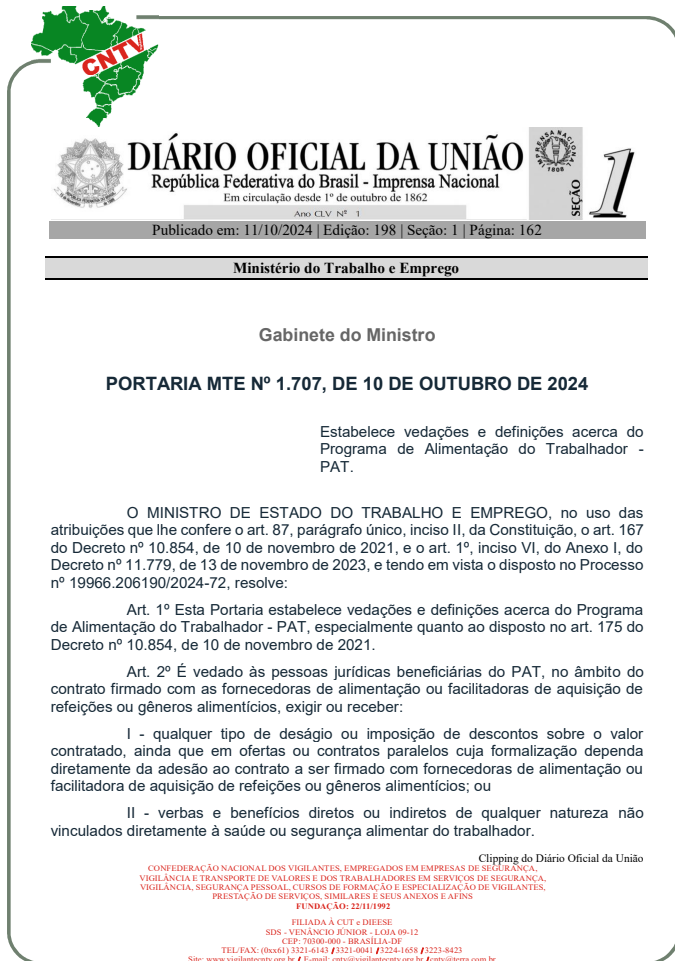 CNTV
DIÁRIO OFICIAL DA UNIÃO
República Federativa do Brasil - Imprensa Nacional
Em circulação desde 1º de outubro de 1862
Ano CLV Nº 1
IMPRENSA NACIONAL
1808
SEÇÃO
1
Publicado em: 11/10/2024 | Edição: 198 | Seção: 1 | Página: 162
Ministério do Trabalho e Emprego
Gabinete do Ministro
PORTARIA MTE Nº 1.707, DE 10 DE OUTUBRO DE 2024
Estabelece vedações e definições acerca do
Programa de Alimentação do Trabalhador -
PAT.
O MINISTRO DE ESTADO DO TRABALHO E EMPREGO, no uso das
atribuições que lhe confere o art. 87, parágrafo único, inciso II, da Constituição, o art. 167
do Decreto nº 10.854, de 10 de novembro de 2021, e o art. 1º, inciso VI, do Anexo I, do
Decreto nº 11.779, de 13 de novembro de 2023, e tendo em vista o disposto no Processo
nº 19966.206190/2024-72, resolve:
Art. 1º Esta Portaria estabelece vedações e definições acerca do Programa
de Alimentação do Trabalhador - PAT, especialmente quanto ao disposto no art. 175 do
Decreto nº 10.854, de 10 de novembro de 2021.
Art. 2º É vedado às pessoas jurídicas beneficiárias do PAT, no âmbito do
contrato firmado com as fornecedoras de alimentação ou facilitadoras de aquisição de
refeições ou gêneros alimentícios, exigir ou receber:
I - qualquer tipo de deságio ou imposição de descontos sobre o valor
contratado, ainda que em ofertas ou contratos paralelos cuja formalização dependa
diretamente da adesão ao contrato a ser firmado com fornecedoras de alimentação ou
facilitadora de aquisição de refeições ou gêneros alimentícios; ou
II - verbas e benefícios diretos ou indiretos de qualquer natureza não
vinculados diretamente à saúde ou segurança alimentar do trabalhador.
Clipping do Diário Oficial da União
CONFEDERAÇÃO NACIONAL DOS VIGILANTES, EMPREGADOS EM EMPRESAS DE SEGURANÇA,
VIGILÂNCIA E TRANSPORTE DE VALORES E DOS TRABALHADORES EM SERVIÇOS DE SEGURANÇA,
VIGILÂNCIA, SEGURANÇA PESSOAL, CURSOS DE FORMAÇÃO E ESPECIALIZAÇÃO DE VIGILANTES,
PRESTAÇÃO DE SERVIÇOS, SIMILARES E SEUS ANEXOS E AFINS
FUNDAÇÃO: 22/11/1992
FILIADA À CUT e DIEESE
SDS - VENÂNCIO JÚNIOR - LOJA 09-12
CEP: 70300-000 - BRASÍLIA-DF
TEL/FAX: (0xx61) 3321-6143 / 3321-0041 / 3224-1658 / 3223-8423
Site: www.vigilantecntv.org.br / E-mail: cntv@vigilantecntv.org.br / cntv@terra.com.br